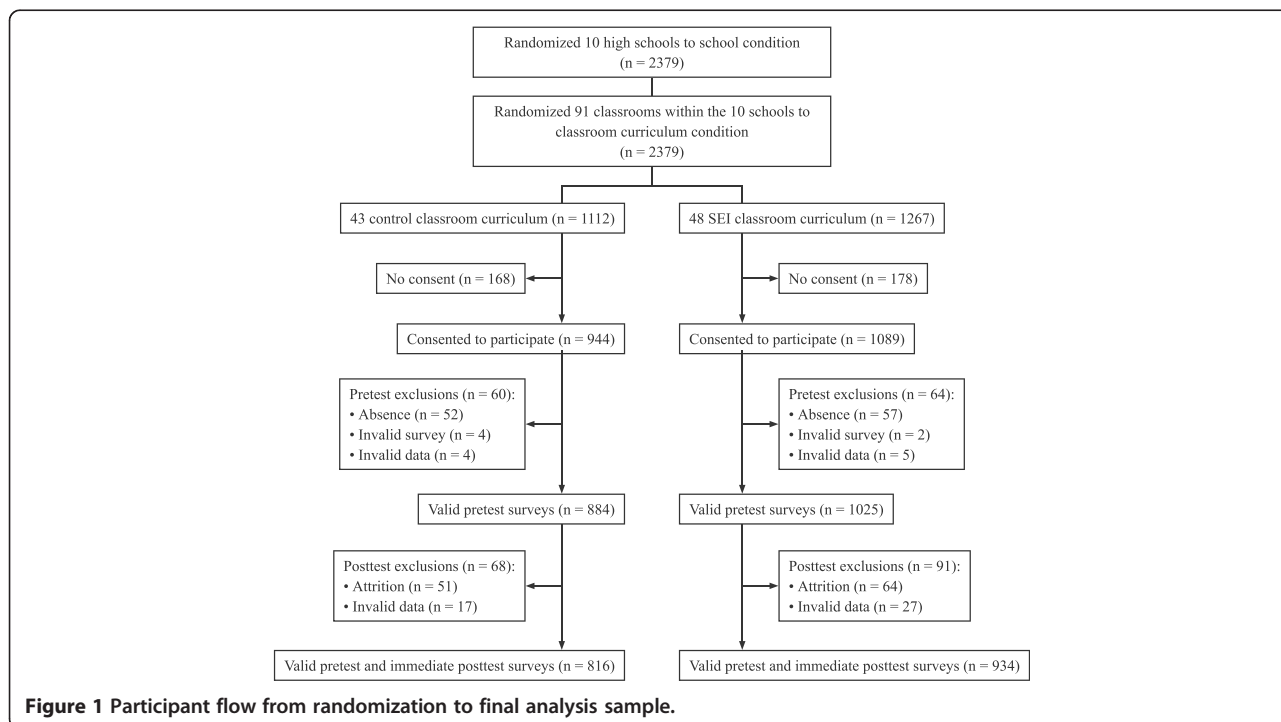 Randomized 10 high schools to school condition
(n = 2379)
Randomized 91 classrooms within the 10 schools to
classroom curriculum condition
(n = 2379)
43 control classroom curriculum (n = 1112)
48 SEI classroom curriculum (n = 1267)
No consent (n = 168)
No consent (n = 178)
Consented to participate (n = 944)
Consented to participate (n = 1089)
Pretest exclusions (n = 60):
• Absence (n = 52)
• Invalid survey (n = 4)
• Invalid data (n = 4)
Pretest exclusions (n = 64):
• Absence (n = 57)
• Invalid survey (n = 2)
• Invalid data (n = 5)
Valid pretest surveys (n = 884)
Valid pretest surveys (n = 1025)
Posttest exclusions (n = 68):
• Attrition (n = 51)
• Invalid data (n = 17)
Posttest exclusions (n = 91):
• Attrition (n = 64)
• Invalid data (n = 27)
Valid pretest and immediate posttest surveys (n = 816)
Valid pretest and immediate posttest surveys (n = 934)
Figure 1 Participant flow from randomization to final analysis sample.